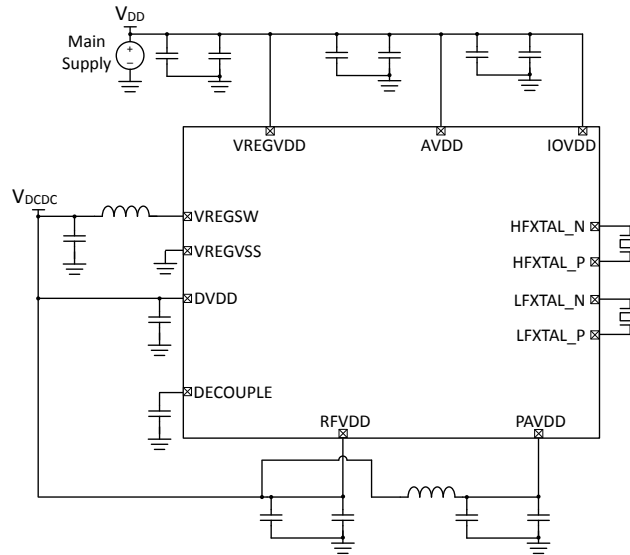 VDD
Main
Supply
+
−
VREGVDD
AVDD
IOVDD
VDCDC
VREGSW
HFXTAL_N
VREGVSS
HFXTAL_P
DVDD
LFXTAL_N
LFXTAL_P
DECOUPLE
RFVDD
PAVDD